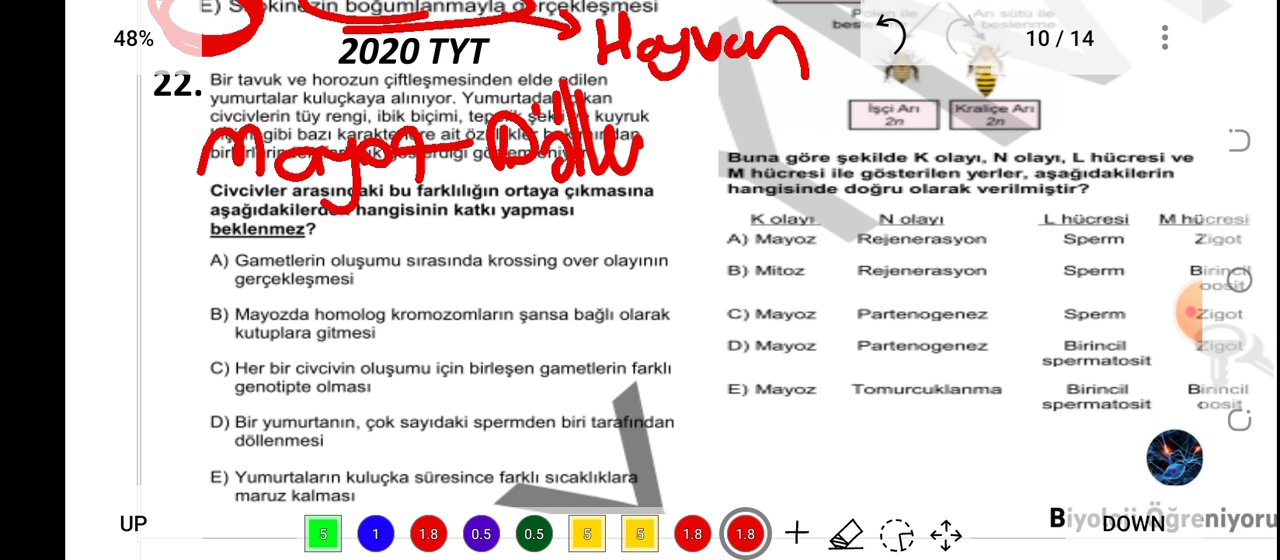 E) Sitokinezin boğumlanmayla gerçekleşmesi
2020 TYT
Hayvan
22. Bir tavuk ve horozun çiftleşmesinden elde edilen
yumurtalar kuluçkaya alınıyor. Yumurtadan çıkan
civcivlerin tüy rengi, ibik biçimi, tepelik şekli kuyruk
gibi bazı karakterlere ait özellikler bakımından
Mayoz
Civcivler arasındaki bu farklılığın ortaya çıkmasına
aşağıdakilerden hangisinin katkı yapması
beklenmez?
A) Gametlerin oluşumu sırasında krossing over olayının
gerçekleşmesi
B) Mayozda homolog kromozomların şansa bağlı olarak
kutuplara gitmesi
C) Her bir civcivin oluşumu için birleşen gametlerin farklı
genotipte olması
D) Bir yumurtanın, çok sayıdaki spermden biri tarafından
döllenmesi
E) Yumurtaların kuluçka süresince farklı sıcaklıklara
maruz kalması
Polen ile
Arı sütü ile
beslenme
İşçi Arı
2n
Kraliçe Arı
2n
Buna göre şekilde K olayı, N olayı, L hücresi ve
M hücresi ile gösterilen yerler, aşağıdakilerin
hangisinde doğru olarak verilmiştir?
K olayı N olayı L hücresi M hücresi
A) Mayoz Rejenerasyon Sperm Zigot
B) Mitoz Rejenerasyon Sperm Birincil
oosit
C) Mayoz Partenogenez Sperm Zigot
D) Mayoz Partenogenez Birincil Zigot
spermatosit
E) Mayoz Tomurcuklanma Birincil Birincil
spermatosit oosit
Biyoloji Öğreniyoru
48%
10 / 14
UP
5 1 1.8 0.5 0.5 5 5 1.8 1.8
DOWN